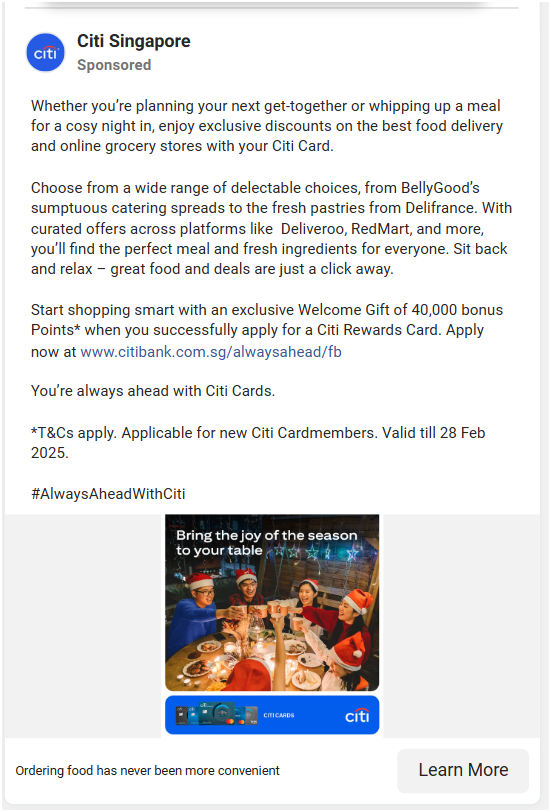 citi
Citi Singapore
Sponsored
Whether you’re planning your next get-together or whipping up a meal
for a cosy night in, enjoy exclusive discounts on the best food delivery
and online grocery stores with your Citi Card.
Choose from a wide range of delectable choices, from BellyGood’s
sumptuous catering spreads to the fresh pastries from Delifrance. With
curated offers across platforms like  Deliveroo, RedMart, and more,
you’ll find the perfect meal and fresh ingredients for everyone. Sit back
and relax – great food and deals are just a click away.
Start shopping smart with an exclusive Welcome Gift of 40,000 bonus
Points* when you successfully apply for a Citi Rewards Card. Apply
now at www.citibank.com.sg/alwaysahead/fb
You’re always ahead with Citi Cards.
*T&Cs apply. Applicable for new Citi Cardmembers. Valid till 28 Feb
2025.
#AlwaysAheadWithCiti
Bring the joy of the season
to your table
CITI CARDS
citi
Ordering food has never been more convenient
Learn More